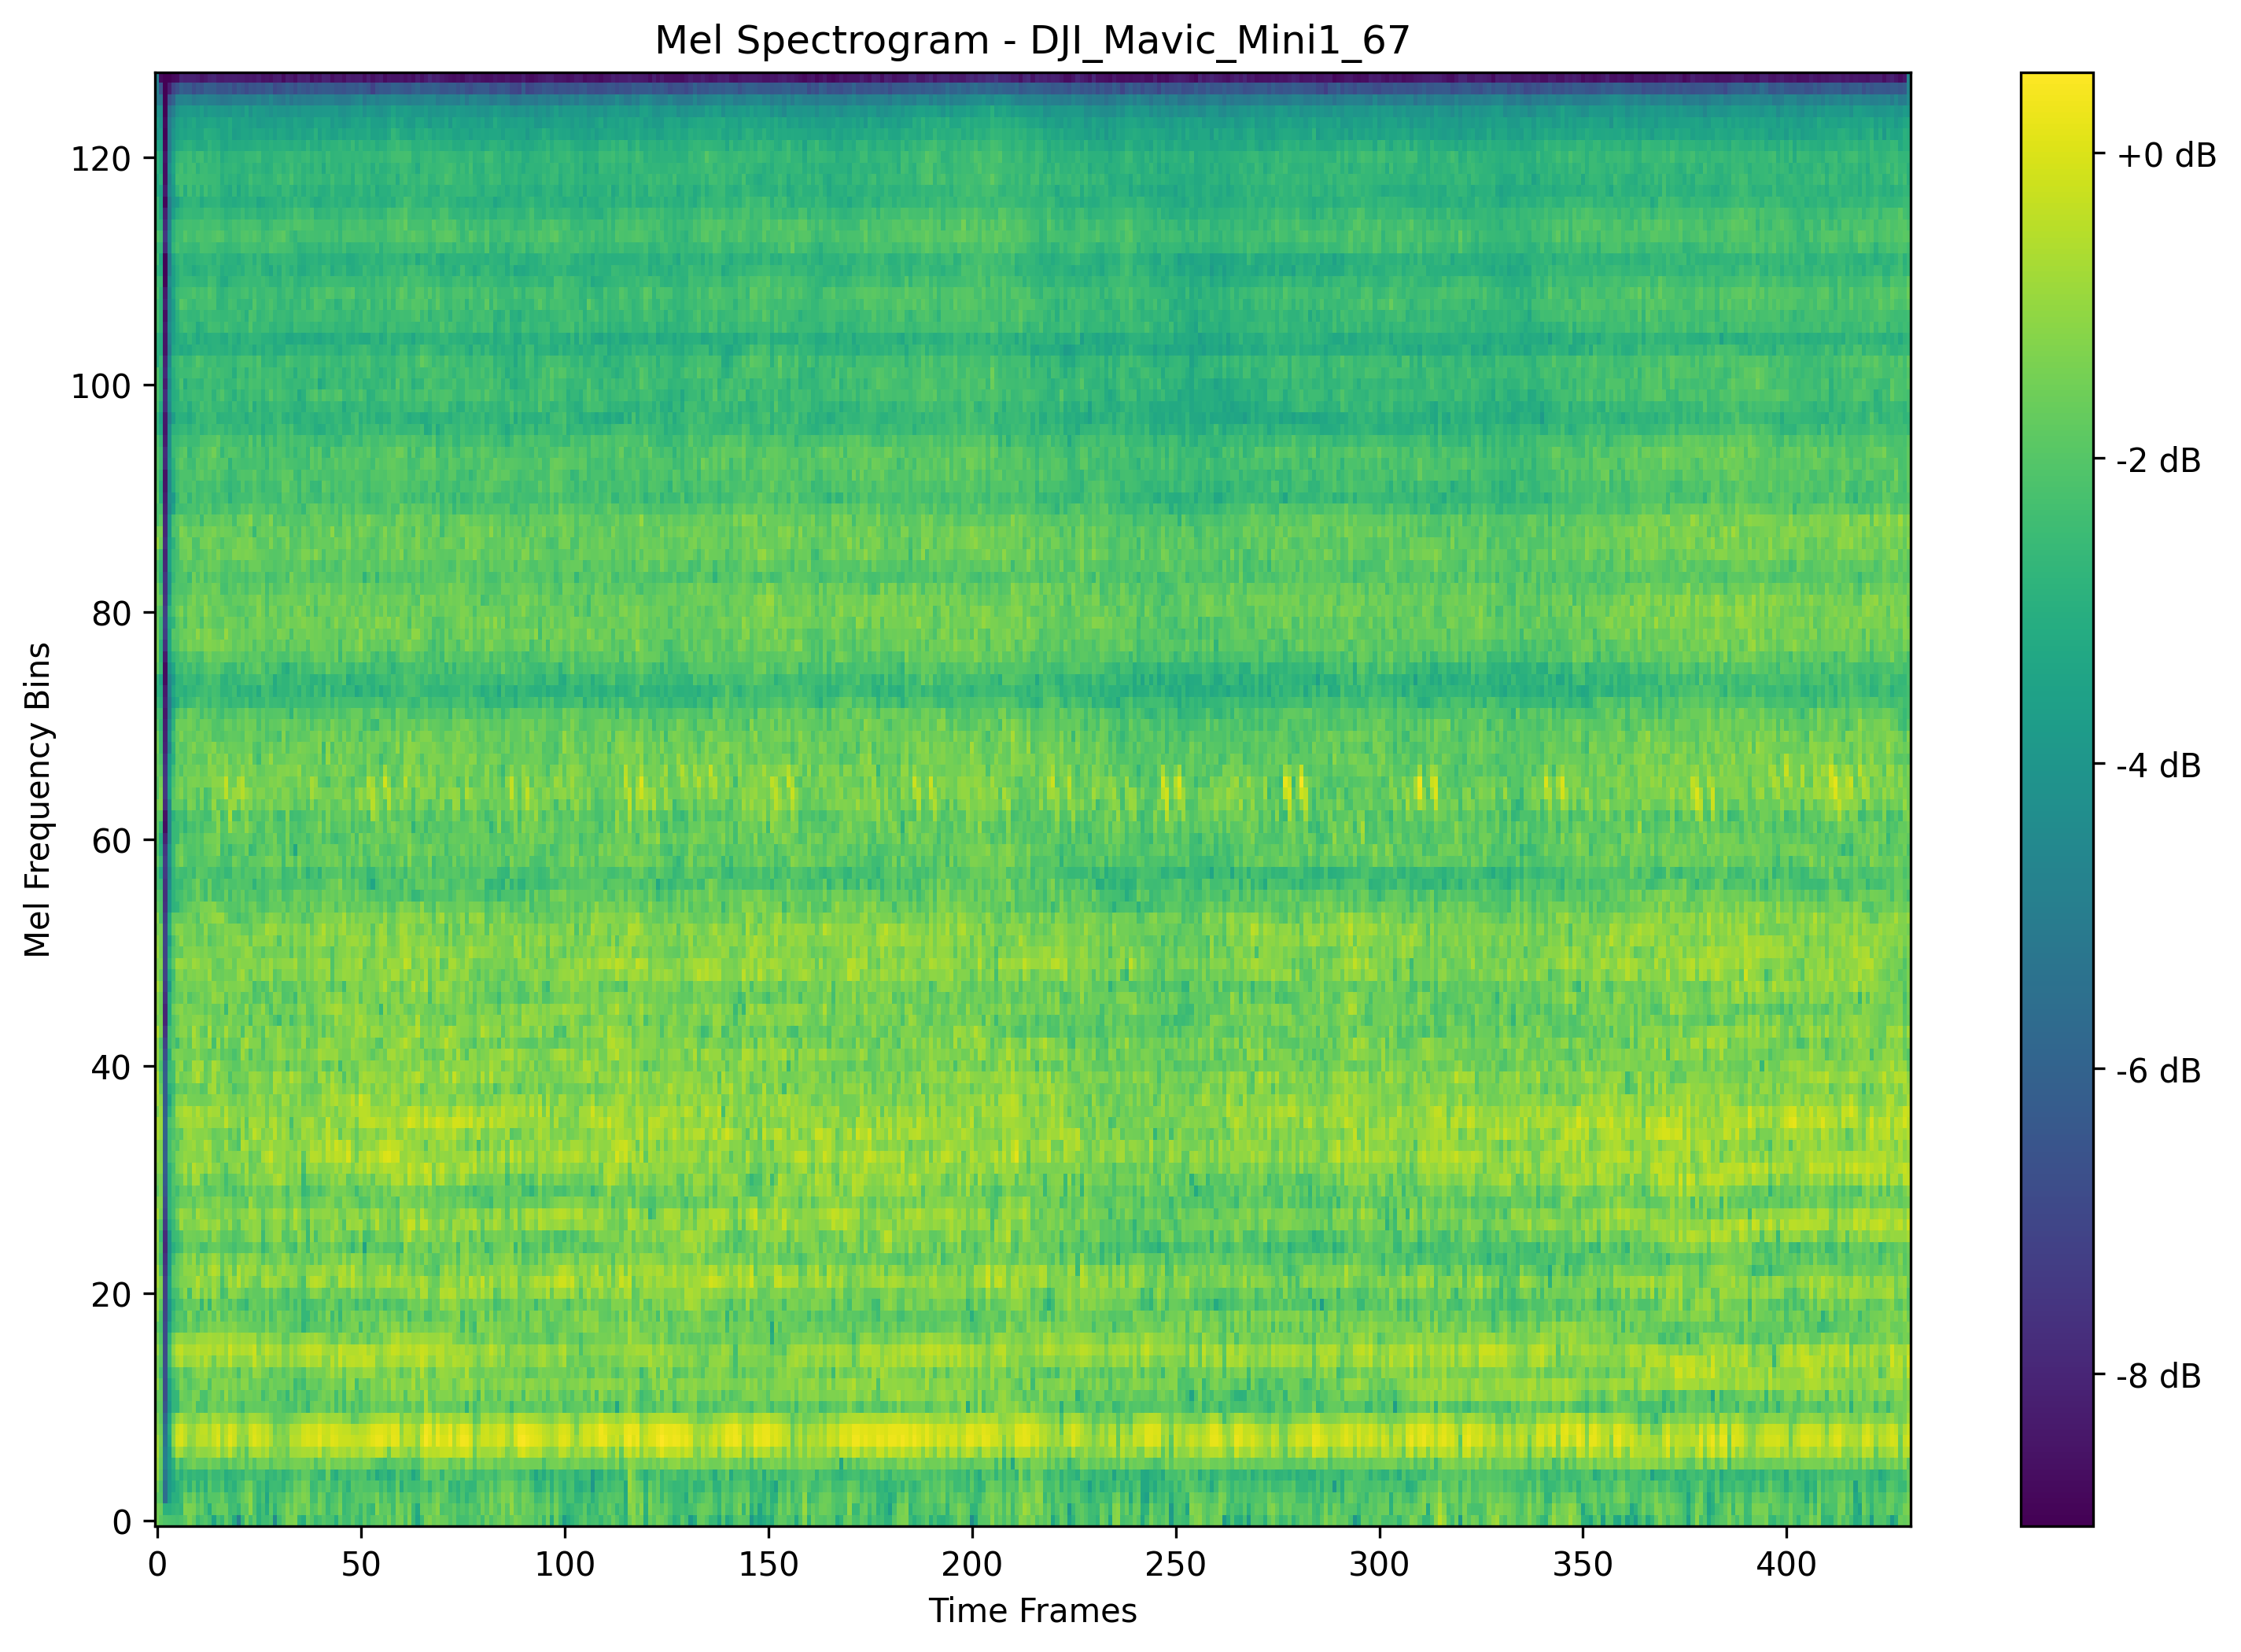 Mel Spectrogram - DJI_Mavic_Mini1_67
Mel Frequency Bins
120
100
80
60
40
20
0
0 50 100 150 200 250 300 350 400
Time Frames
+0 dB
-2 dB
-4 dB
-6 dB
-8 dB